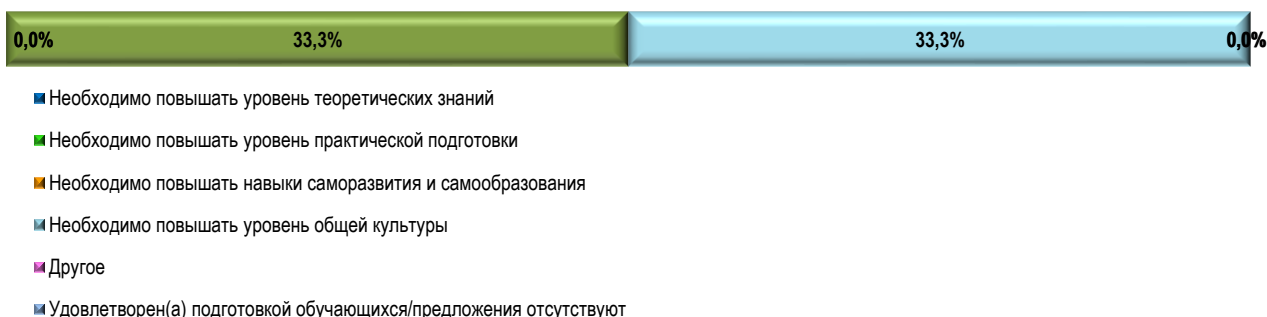 0,0% 33,3% 33,3% 0,0%
Необходимо повышать уровень теоретических знаний
Необходимо повышать уровень практической подготовки
Необходимо повышать навыки саморазвития и самообразования
Необходимо повышать уровень общей культуры
Другое
Удовлетворен(а) подготовкой обучающихся/предложения отсутствуют